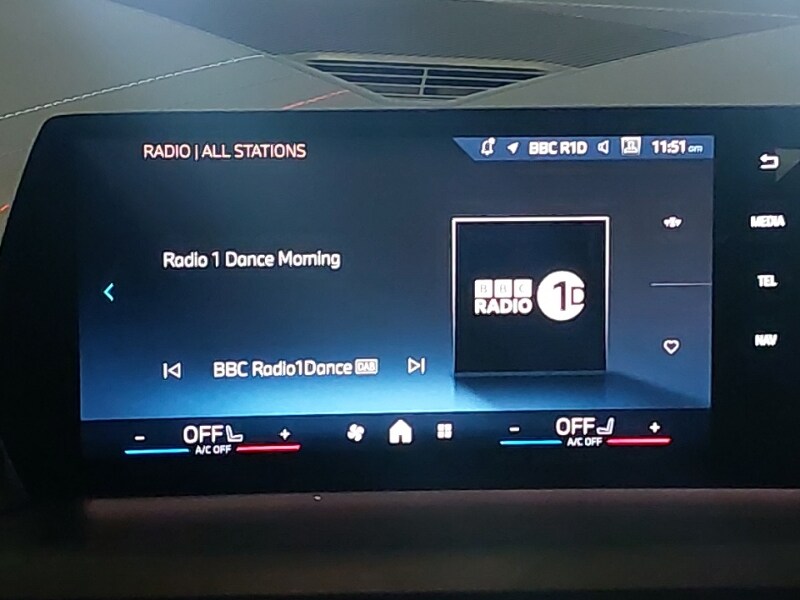 RADIO | ALL STATIONS
BBC R1D
11:51 am
MEDIA
Radio 1 Dance Morning
BBC
RADIO
1D
TEL
NAV
BBC Radio1Dance DAB
- OFF +
A/C OFF
- OFF +
A/C OFF